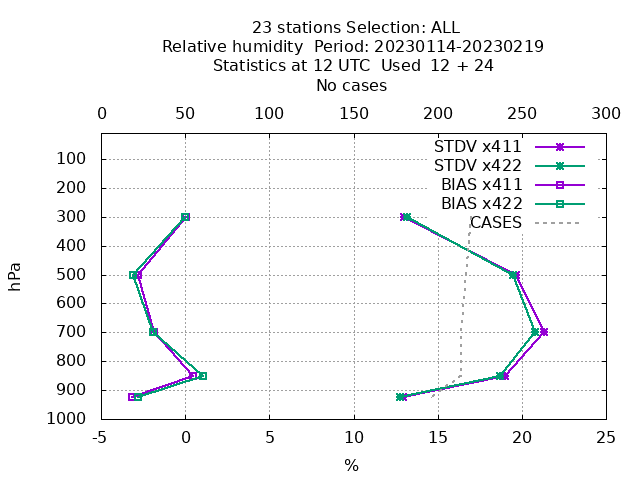 23 stations Selection: ALL
Relative humidity  Period: 20230114-20230219
Statistics at 12 UTC  Used  12 + 24
No cases
0 50 100 150 200 250 300
STDV x411
STDV x422
BIAS x411
BIAS x422
CASES
100
200
300
400
500
600
700
800
900
1000
hPa
-5 0 5 10 15 20 25
%